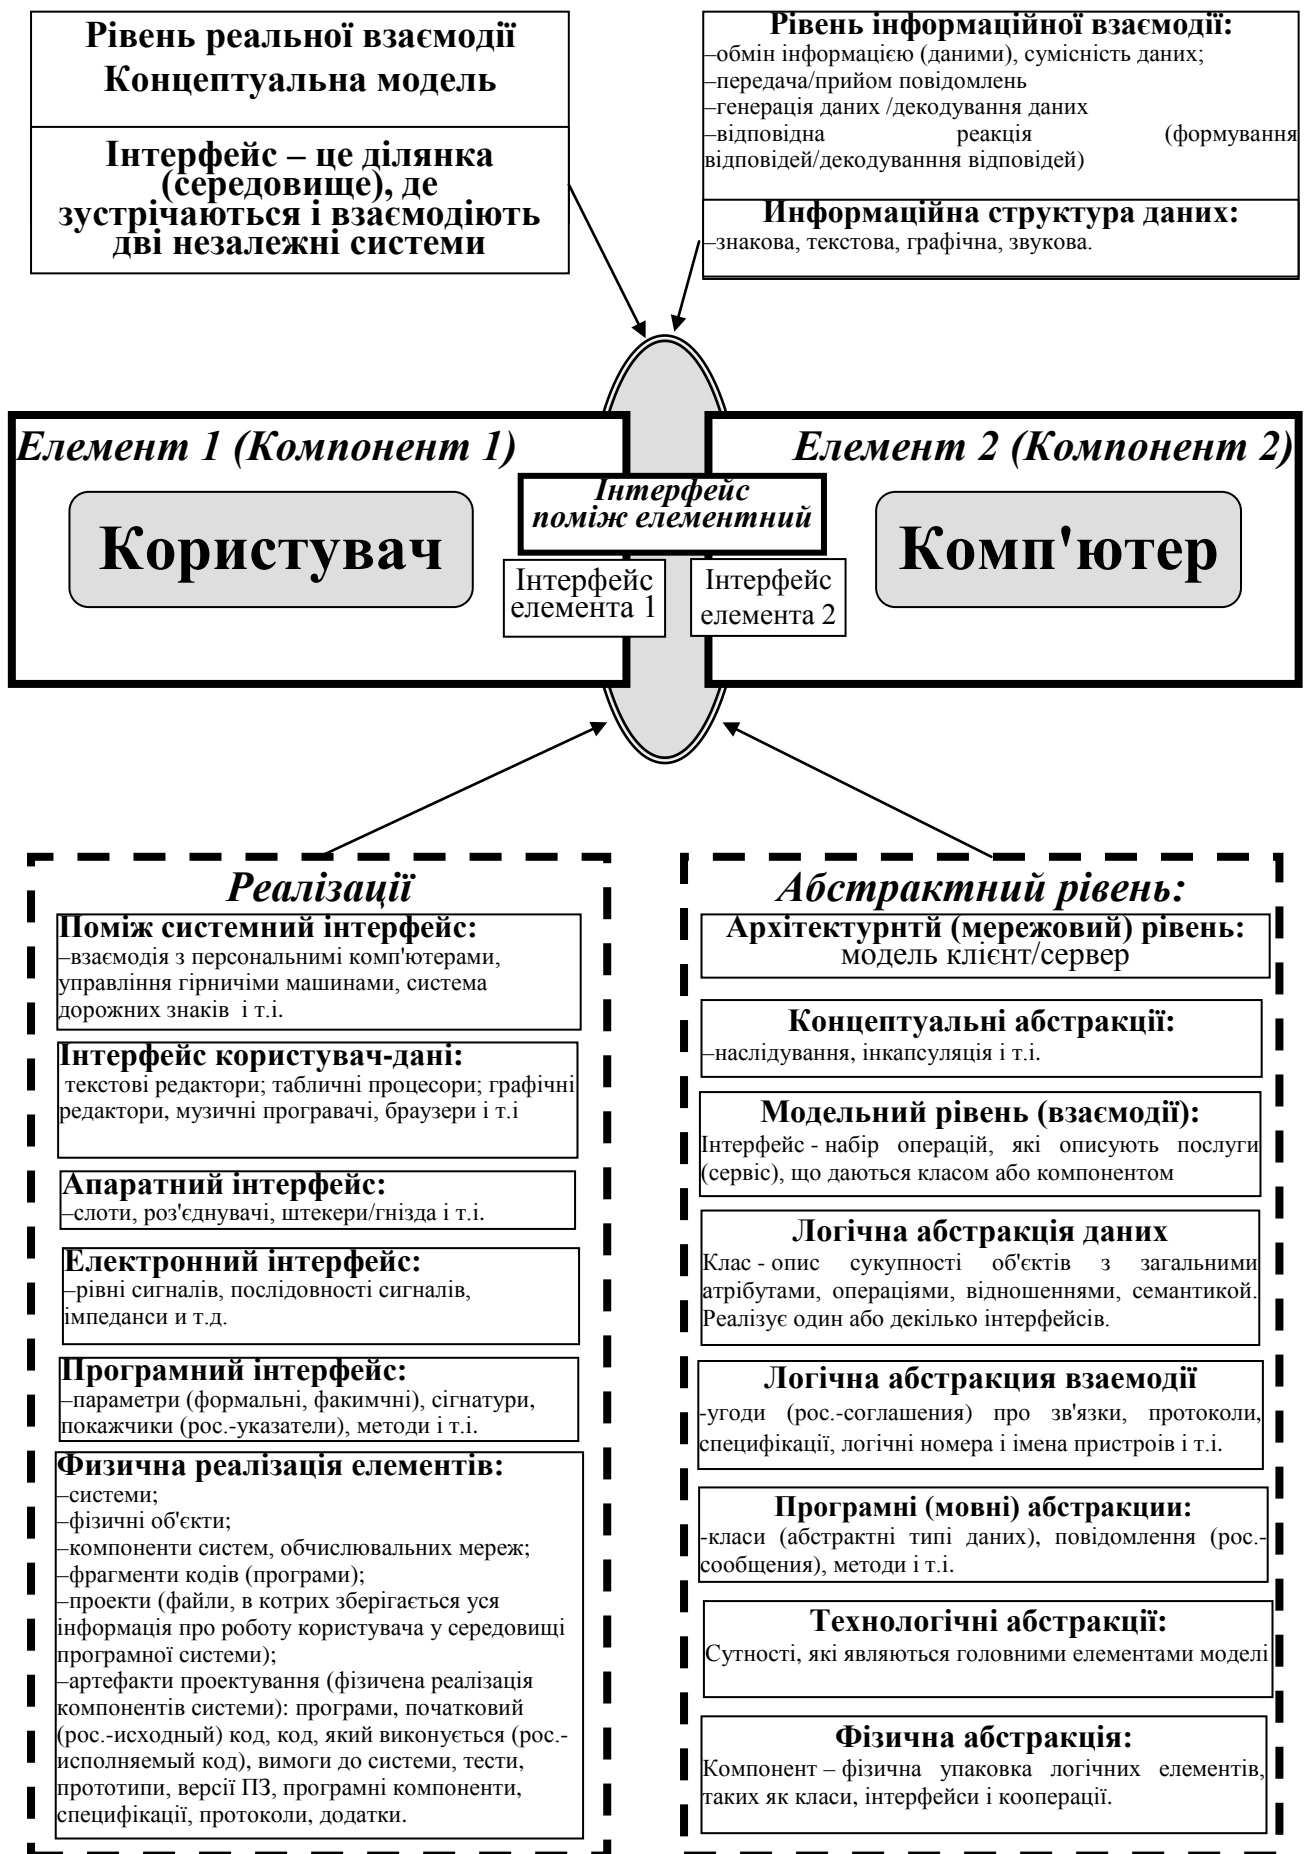 Рівень реальної взаємодії
Концептуальна модель
Інтерфейс – це ділянка
(середовище), де
зустрічаються і взаємодіють
дві незалежні системи
Рівень інформаційної взаємодії:
–обмін інформацією (даними), сумісність даних;
–передача/прийом повідомлень
–генерація даних /декодування даних
–відповідна реакція (формування
відповідей/декодуванння відповідей)
Информаційна структура даних:
–знакова, текстова, графічна, звукова.
Елемент 1 (Компонент 1)
Користувач
Елемент 2 (Компонент 2)
Комп'ютер
Інтерфейс
поміж елементний
Інтерфейс
елемента 1
Інтерфейс
елемента 2
Реалізації
Поміж системний інтерфейс:
–взаємодія з персональнимі комп'ютерами,
управління гірничіми машинами, система
дорожних знаків і т.і.
Інтерфейс користувач-дані:
текстові редактори; табличні процесори; графічні
редактори, музичні програвачі, браузери і т.і
Апаратний інтерфейс:
–слоти, роз'єднувачі, штекери/гнізда і т.і.
Електронний інтерфейс:
–рівні сигналів, послідовності сигналів,
імпеданси и т.д.
Програмний інтерфейс:
–параметри (формальні, факимчні), сігнатури,
покажчики (рос.-указатели), методи і т.і.
Физична реалізація елементів:
–системи;
–фізичні об'єкти;
–компоненти систем, обчислювальних мереж;
–фрагменти кодів (програми);
–проекти (файли, в котрих зберігається уся
інформація про роботу користувача у середовищі
програмної системи);
–артефакти проектування (фізичена реалізація
компонентів системи): програми, початковий
(рос.-исходный) код, код, який виконується (рос.-
исполняемый код), вимоги до системи, тести,
прототипи, версії ПЗ, програмні компоненти,
специфікації, протоколи, додатки.
Абстрактний рівень:
Архітектурнтй (мережовий) рівень:
модель клієнт/сервер
Концептуальні абстракції:
–наслідування, інкапсуляція і т.і.
Модельний рівень (взаємодії):
Інтерфейс - набір операцій, які описують послуги
(сервіс), що даються класом або компонентом
Логічна абстракція даних
Клас - опис сукупності об'єктів з загальними
атрібутами, операціями, відношеннями, семантикой.
Реалізує один або декілько інтерфейсів.
Логічна абстракция взаемодії
-угоди (рос.-соглашения) про зв'язки, протоколи,
специфікації, логічні номера і імена пристроів і т.і.
Програмні (мовні) абстракции:
-класи (абстрактні типі даних), повідомлення (рос.-
сообщения), методи і т.і.
Технологічні абстракції:
Сутності, які являються головними елементами моделі
Фізична абстракція:
Компонент – фізична упаковка логічних елементів,
таких як класи, інтерфейси і кооперації.